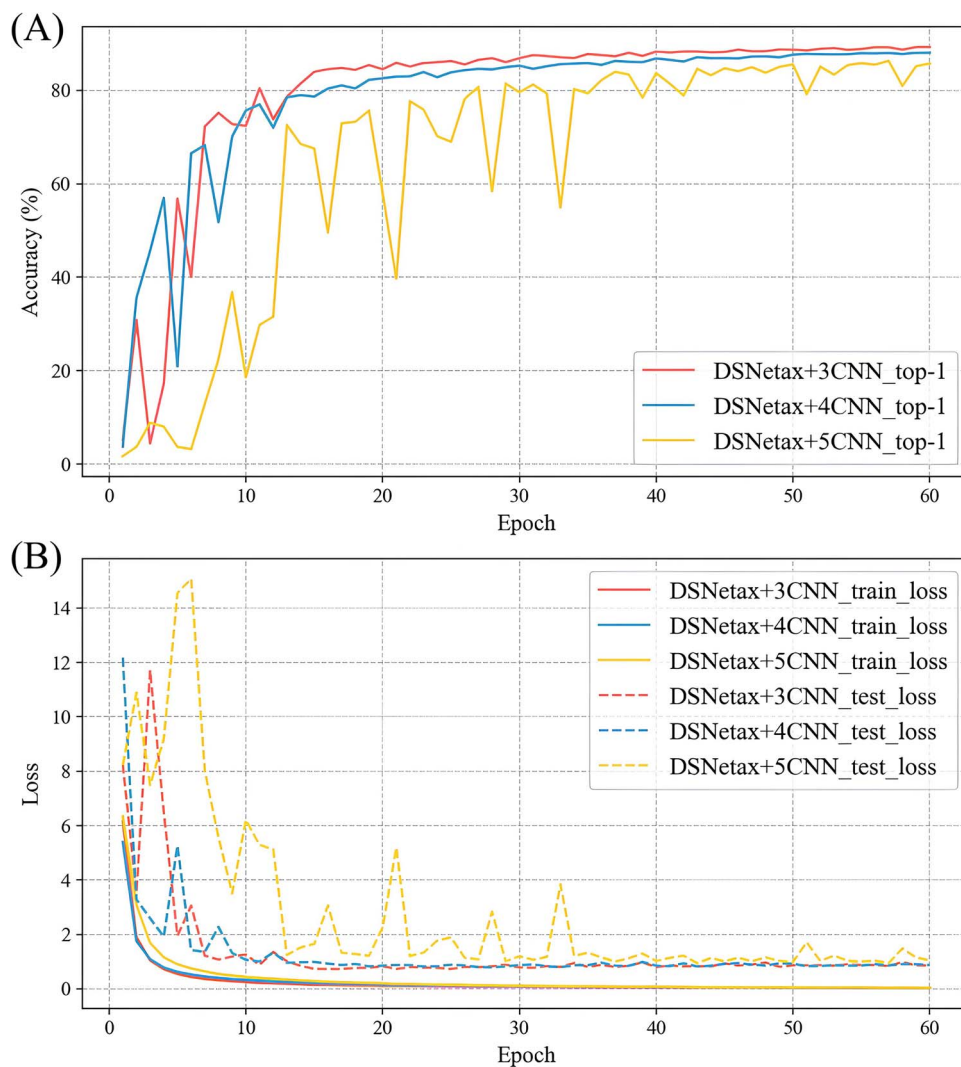 (A)
80
60
40
20
0
Accuracy (%)
DSNetax+3CNN_top-1
DSNetax+4CNN_top-1
DSNetax+5CNN_top-1
0 10 20 30 40 50 60
Epoch
(B)
14
12
10
8
6
4
2
0
Loss
DSNetax+3CNN_train_loss
DSNetax+4CNN_train_loss
DSNetax+5CNN_train_loss
DSNetax+3CNN_test_loss
DSNetax+4CNN_test_loss
DSNetax+5CNN_test_loss
0 10 20 30 40 50 60
Epoch